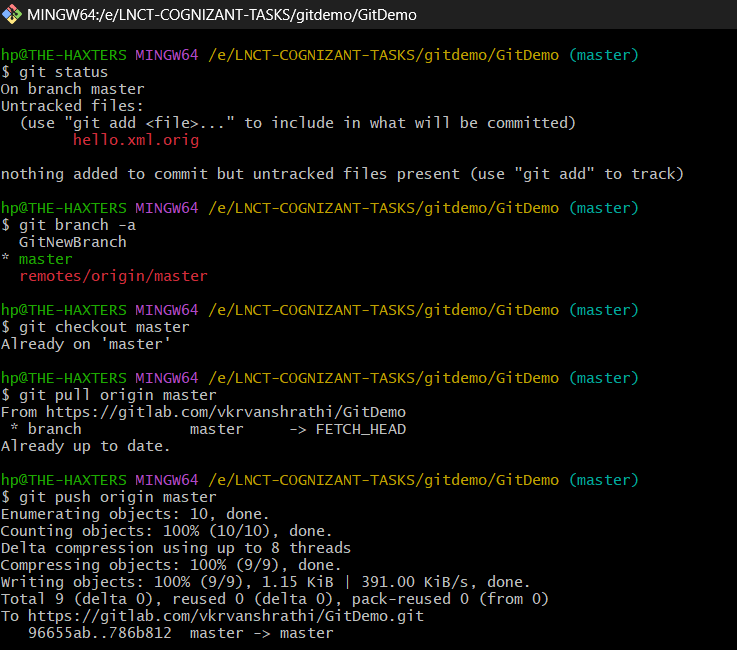 MINGW64:/e/LNCT-COGNIZANT-TASKS/gitdemo/GitDemo
hp@THE-HAXTERS MINGW64 /e/LNCT-COGNIZANT-TASKS/gitdemo/GitDemo (master)
$ git status
On branch master
Untracked files:
  (use "git add <file>..." to include in what will be committed)
        hello.xml.orig

nothing added to commit but untracked files present (use "git add" to track)

hp@THE-HAXTERS MINGW64 /e/LNCT-COGNIZANT-TASKS/gitdemo/GitDemo (master)
$ git branch -a
  GitNewBranch
* master
  remotes/origin/master

hp@THE-HAXTERS MINGW64 /e/LNCT-COGNIZANT-TASKS/gitdemo/GitDemo (master)
$ git checkout master
Already on 'master'

hp@THE-HAXTERS MINGW64 /e/LNCT-COGNIZANT-TASKS/gitdemo/GitDemo (master)
$ git pull origin master
From https://gitlab.com/vkrvanshrathi/GitDemo
 * branch            master     -> FETCH_HEAD
Already up to date.

hp@THE-HAXTERS MINGW64 /e/LNCT-COGNIZANT-TASKS/gitdemo/GitDemo (master)
$ git push origin master
Enumerating objects: 10, done.
Counting objects: 100% (10/10), done.
Delta compression using up to 8 threads
Compressing objects: 100% (9/9), done.
Writing objects: 100% (9/9), 1.15 KiB | 391.00 KiB/s, done.
Total 9 (delta 0), reused 0 (delta 0), pack-reused 0 (from 0)
To https://gitlab.com/vkrvanshrathi/GitDemo.git
   96655ab..786b812  master -> master